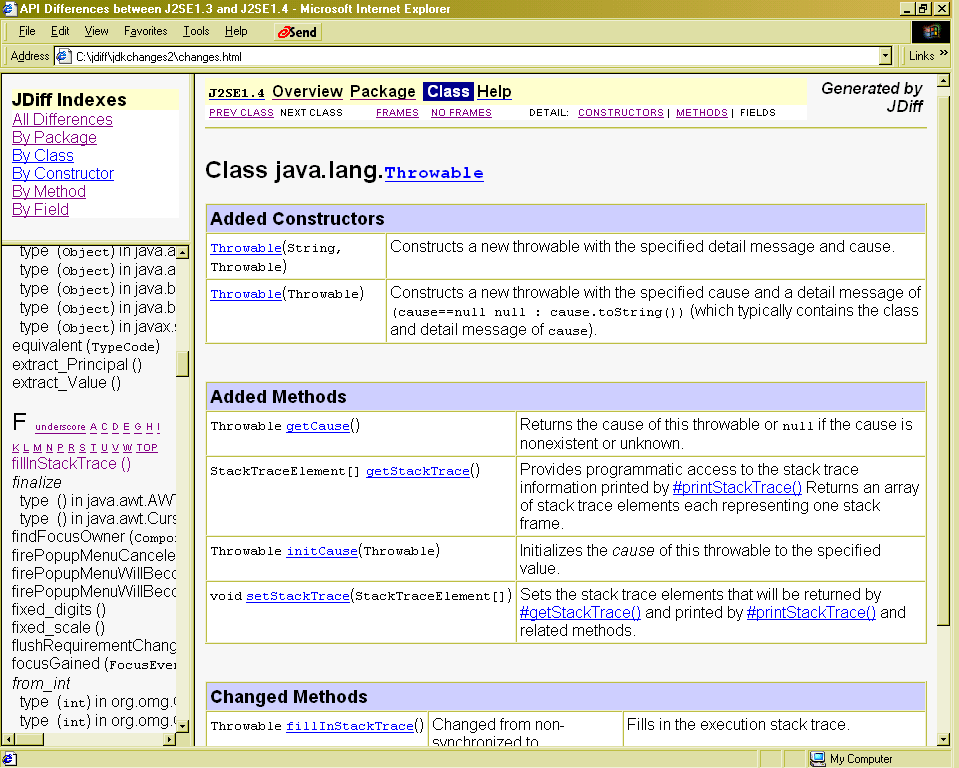 API Differences between J2SE1.3 and J2SE1.4 - Microsoft Internet Explorer
File Edit View Favorites Tools Help Send
Address C:\jdiff\jdkchanges2\changes.html Links »
JDiff Indexes
All Differences
By Package
By Class
By Constructor
By Method
By Field
type (Object) in java.a
type (Object) in java.a
type (Object) in java.b
type (Object) in java.b
type (Object) in javax.s
equivalent (TypeCode)
extract_Principal ()
extract_Value ()
F underscore A C D E G H I
K L M N P R S T U V W TOP
fillInStackTrace ()
finalize
type () in java.awt.AWT
type () in java.awt.Curs
findFocusOwner (Compo
firePopupMenuCancele
firePopupMenuWillBeco
firePopupMenuWillBeco
fixed_digits ()
fixed_scale ()
flushRequirementChang
focusGained (FocusEver
from_int
type (int) in org.omg.
type (int) in org.omg.
J2SE1.4 Overview Package Class Help
PREV CLASS NEXT CLASS FRAMES NO FRAMES DETAIL: CONSTRUCTORS | METHODS | FIELDS
Generated by
JDiff
Class java.lang.Throwable
Added Constructors
Throwable(String,
Throwable)
Constructs a new throwable with the specified detail message and cause.
Throwable(Throwable)
Constructs a new throwable with the specified cause and a detail message of
(cause==null null : cause.toString()) (which typically contains the class
and detail message of cause).
Added Methods
Throwable getCause()
Returns the cause of this throwable or null if the cause is
nonexistent or unknown.
StackTraceElement[] getStackTrace()
Provides programmatic access to the stack trace
information printed by #printStackTrace() Returns an array
of stack trace elements each representing one stack
frame.
Throwable initCause(Throwable)
Initializes the cause of this throwable to the specified
value.
void setStackTrace(StackTraceElement[])
Sets the stack trace elements that will be returned by
#getStackTrace() and printed by #printStackTrace() and
related methods.
Changed Methods
Throwable fillInStackTrace()
Changed from non-
synchronized to
Fills in the execution stack trace.
My Computer